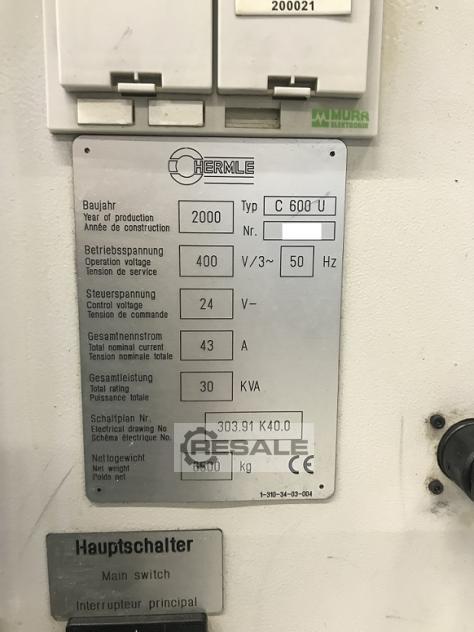 200021
MURR
ELEKTRONIK
HERMLE
Baujahr
Year of production
Année de construction
2000
Typ C 600 U
Nr.
Betriebsspannung
Operation voltage
Tension de service
400 V/3~ 50 Hz
Steuerspannung
Control voltage
Tension de commande
24 V–
Gesamtnennstrom
Total nominal current
Tension nominale totale
43 A
Gesamtleistung
Total rating
Puissance totale
30 KVA
Schaltplan Nr.
Electrical drawing No
Schéma électrique No.
303.91 K40.0
RESALE
Nettogewicht
Net weight
Poids net
kg CE
1-310-34-03-004
Hauptschalter
Main switch
Interrupteur principal